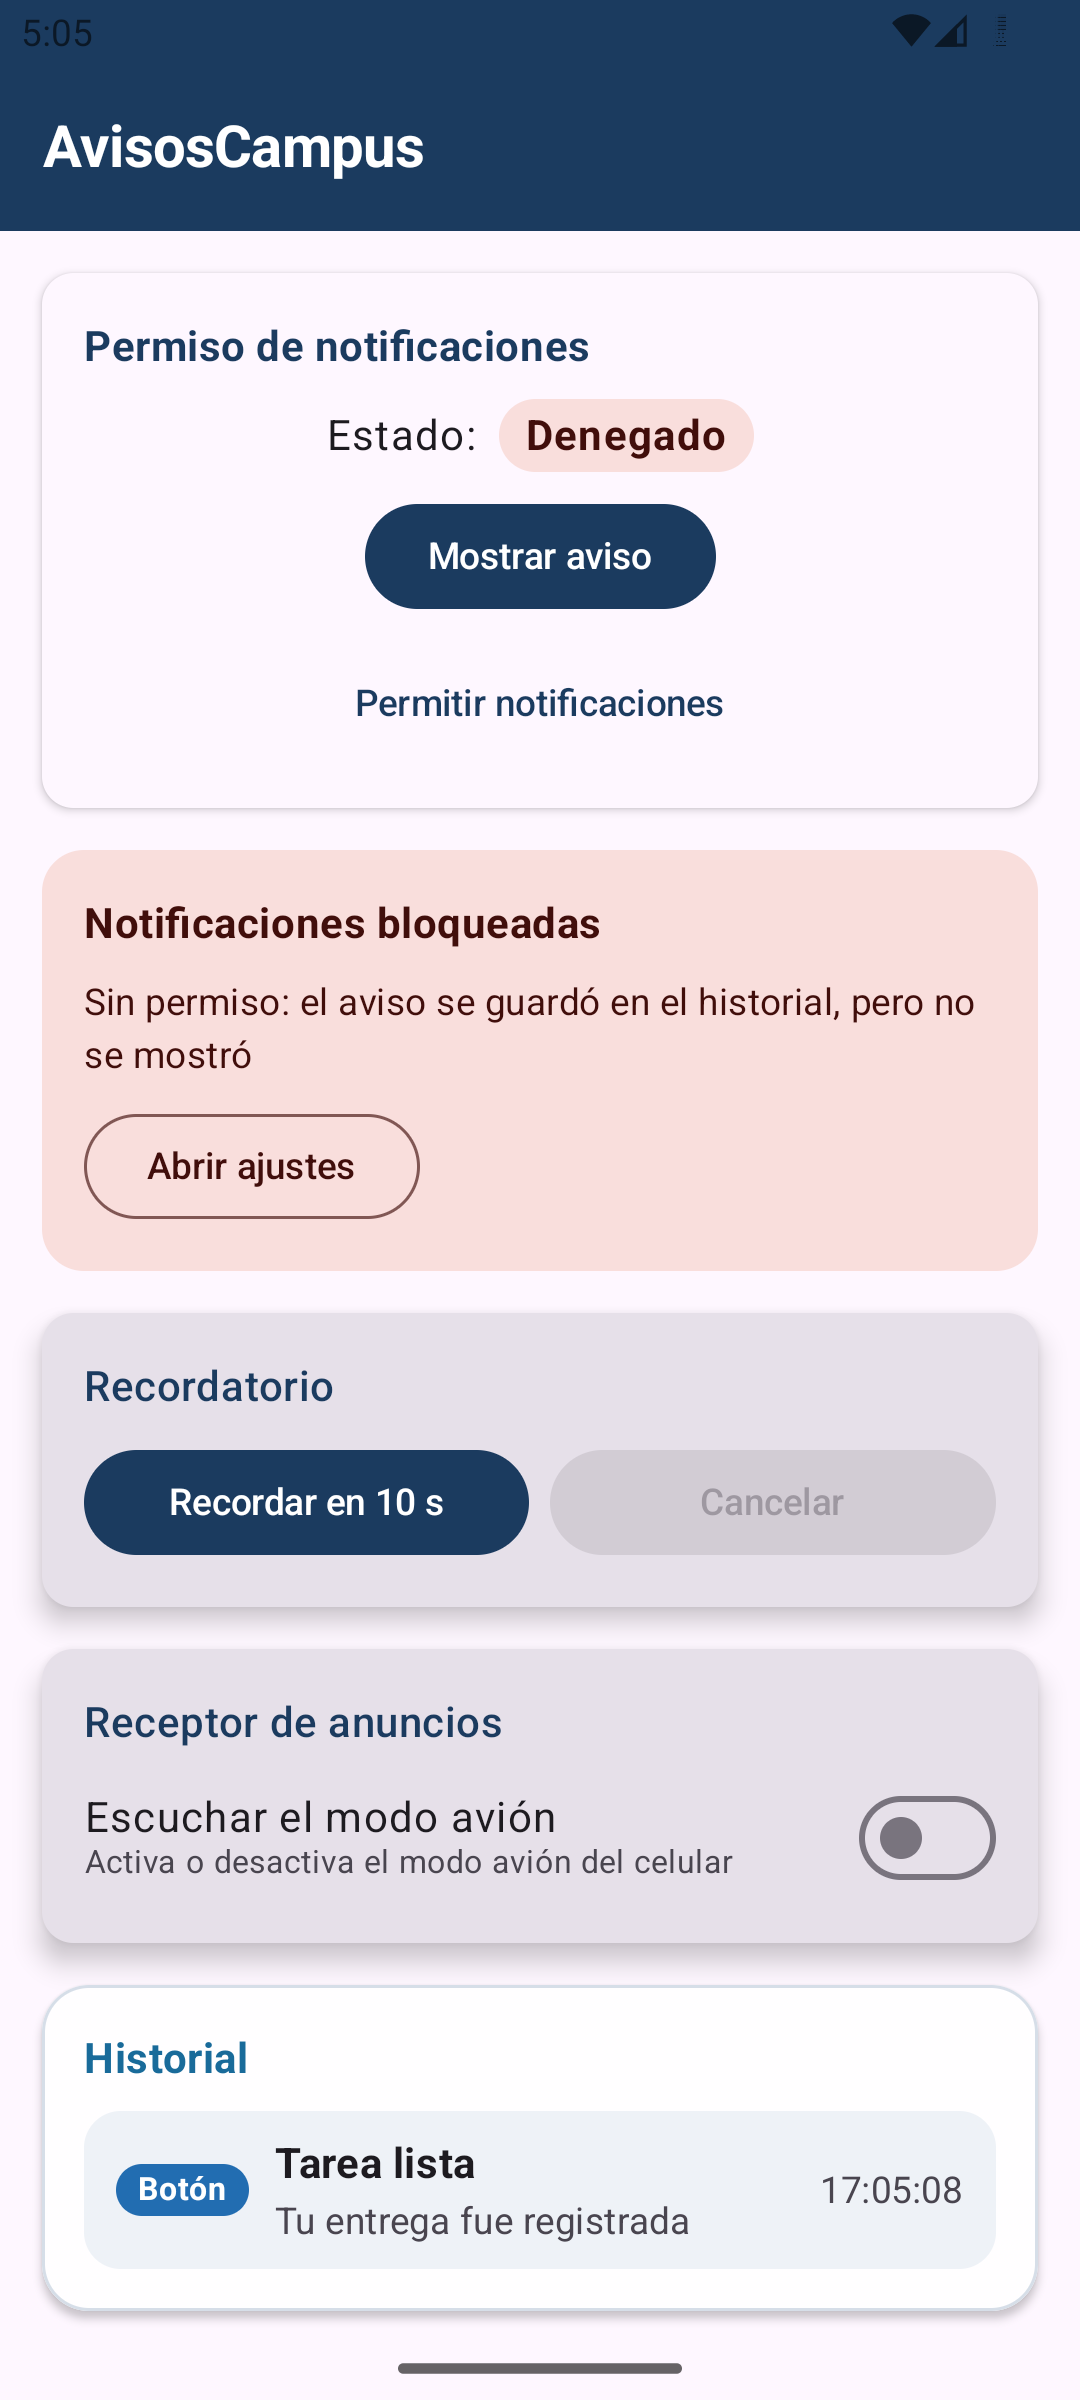 5:05
AvisosCampus
Permiso de notificaciones
Estado: Denegado
Mostrar aviso
Permitir notificaciones
Notificaciones bloqueadas
Sin permiso: el aviso se guardó en el historial, pero no
se mostró
Abrir ajustes
Recordatorio
Recordar en 10 s
Cancelar
Receptor de anuncios
Escuchar el modo avión
Activa o desactiva el modo avión del celular
Historial
Botón
Tarea lista
Tu entrega fue registrada
17:05:08